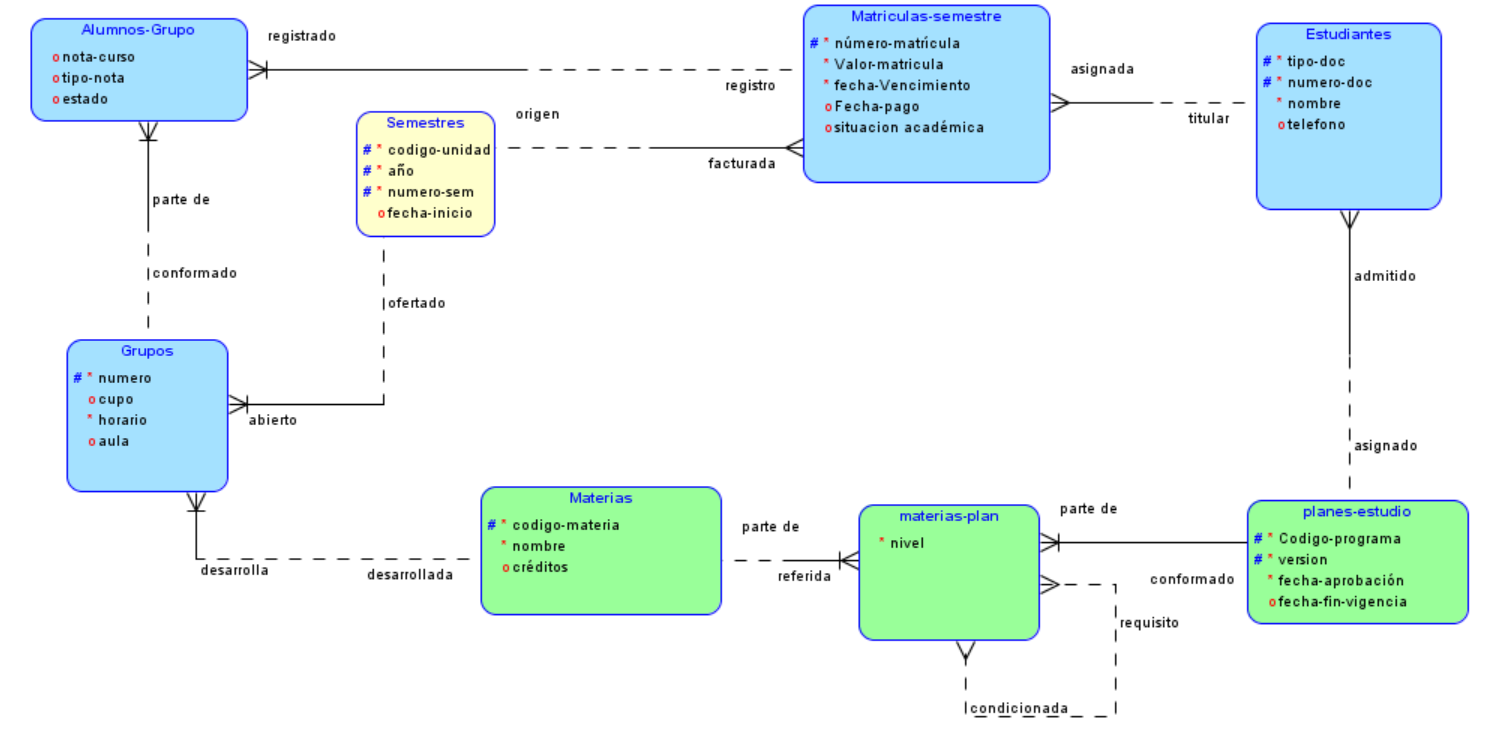 Alumnos-Grupo
o nota-curso
o tipo-nota
o estado
registrado
registro
Matriculas-semestre
# * número-matrícula
* Valor-matricula
* fecha-Vencimiento
o Fecha-pago
o situacion académica
asignada
titular
Estudiantes
# * tipo-doc
# * numero-doc
* nombre
o telefono
origen
facturada
Semestres
# * codigo-unidad
# * año
# * numero-sem
o fecha-inicio
parte de
conformado
ofertado
abierto
admitido
asignado
Grupos
# * numero
o cupo
* horario
o aula
desarrolla
desarrollada
Materias
# * codigo-materia
* nombre
o créditos
parte de
referida
materias-plan
* nivel
parte de
conformado
requisito
condicionada
planes-estudio
# * Codigo-programa
# * version
* fecha-aprobación
o fecha-fin-vigencia